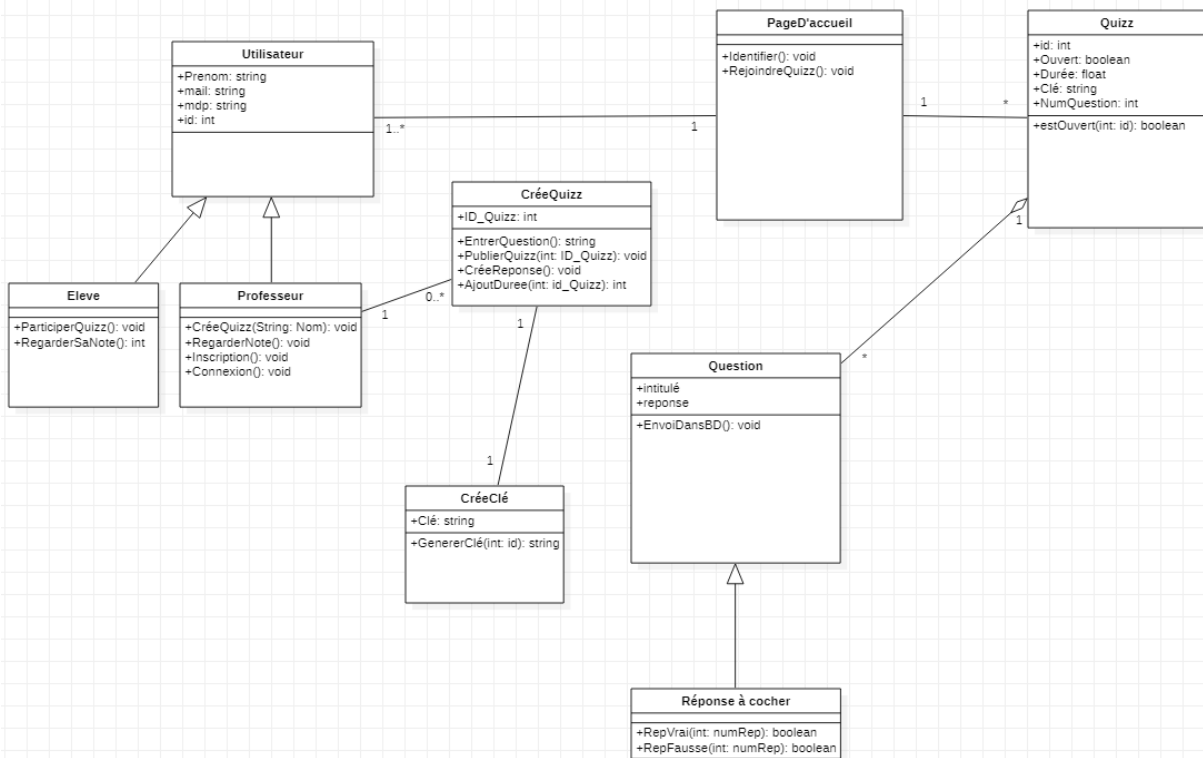 Utilisateur
+Prenom: string
+mail: string
+mdp: string
+id: int
1..*
1
PageD'accueil
+Identifier(): void
+RejoindreQuizz(): void
1
*
Quizz
+id: int
+Ouvert: boolean
+Durée: float
+Clé: string
+NumQuestion: int
+estOuvert(int: id): boolean
1
*
CréeQuizz
+ID_Quizz: int
+EntrerQuestion(): string
+PublierQuizz(int: ID_Quizz): void
+CréeReponse(): void
+AjoutDuree(int: id_Quizz): int
0..*
1
1
Eleve
+ParticiperQuizz(): void
+RegarderSaNote(): int
Professeur
+CréeQuizz(String: Nom): void
+RegarderNote(): void
+Inscription(): void
+Connexion(): void
Question
+intitulé
+reponse
+EnvoiDansBD(): void
1
CréeClé
+Clé: string
+GenererClé(int: id): string
Réponse à cocher
+RepVrai(int: numRep): boolean
+RepFausse(int: numRep): boolean